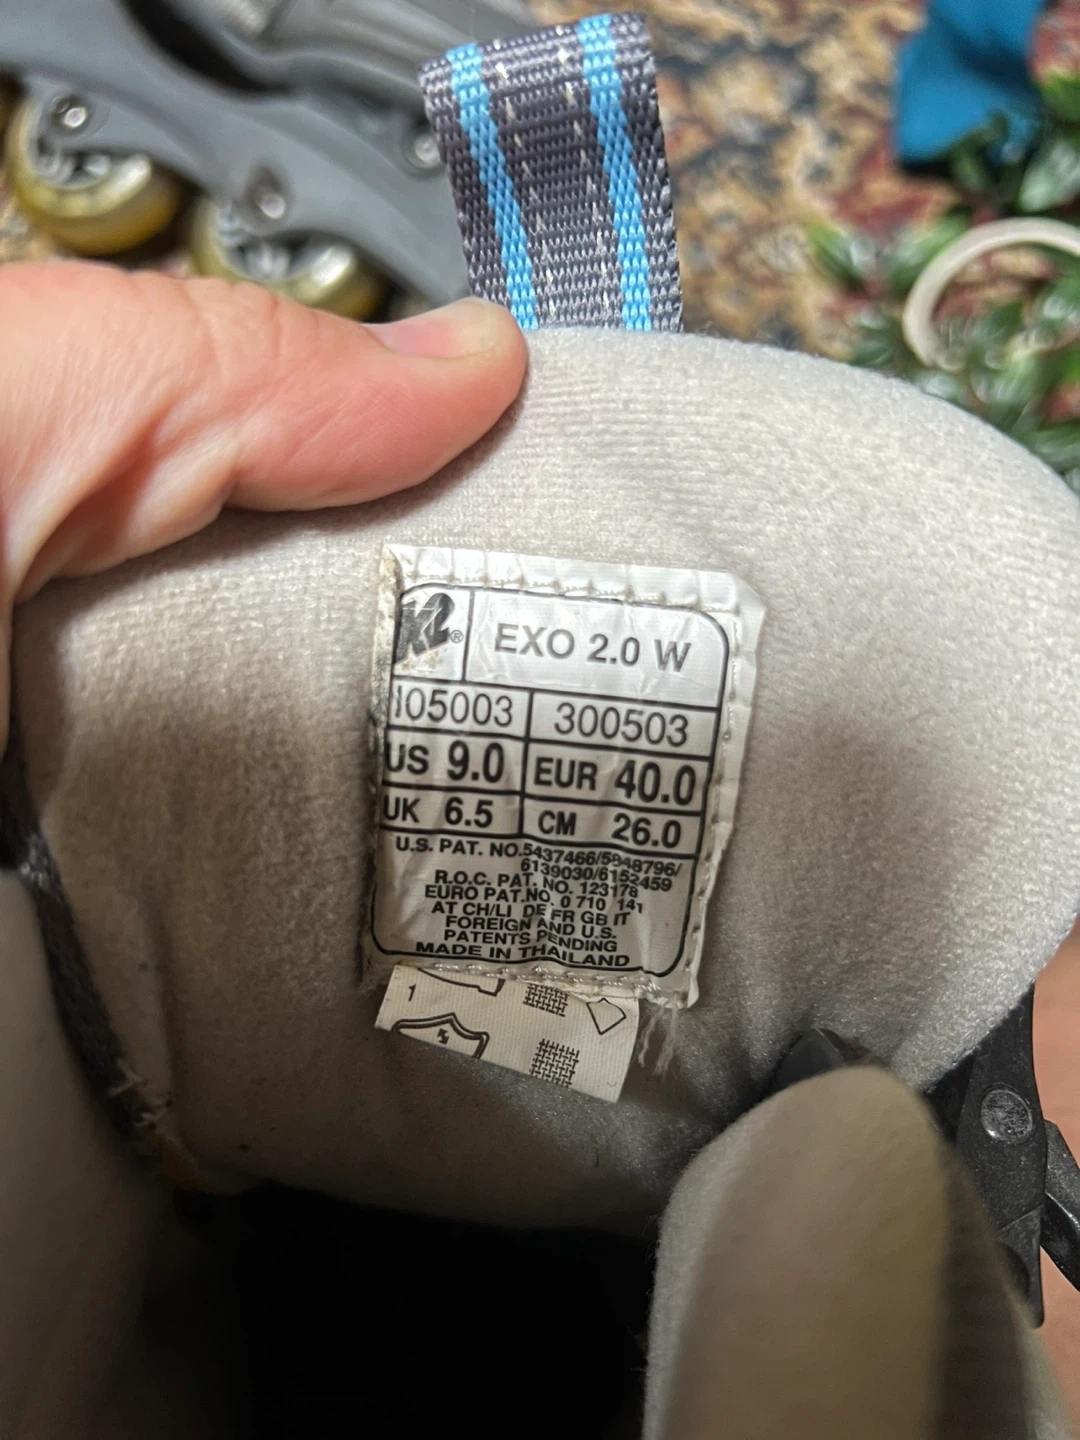 K2® EXO 2.0 W
105003 300503
US 9.0 EUR 40.0
UK 6.5 CM 26.0
U.S. PAT. NO.5437466/5848796/
6139030/6152459
R.O.C. PAT. NO. 123178
EURO PAT.NO. 0 710 141
AT CH/LI DE FR GB IT
FOREIGN AND U.S.
PATENTS PENDING
MADE IN THAILAND
1